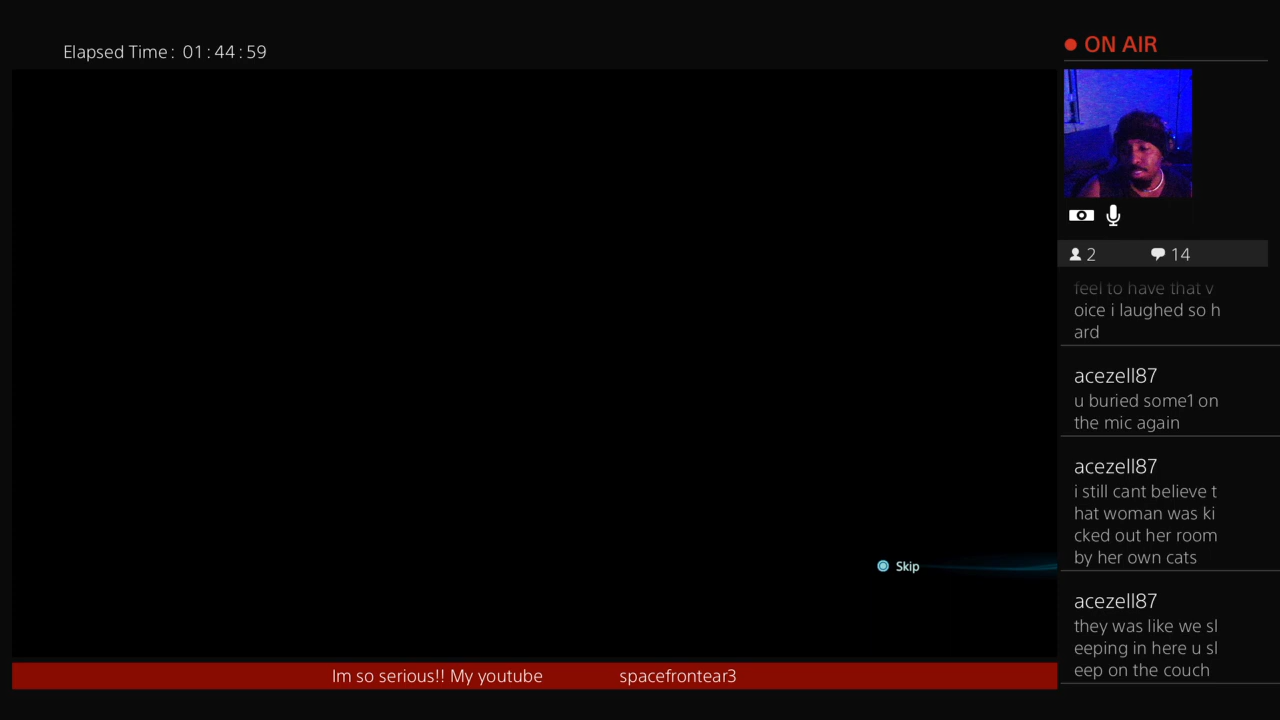 Elapsed Time: 01:44:59
ON AIR
2 14
feel to have that v
oice i laughed so h
ard
acezell87
u buried some1 on
the mic again
acezell87
i still cant believe t
hat woman was ki
cked out her room
by her own cats
Skip
acezell87
they was like we sl
eeping in here u sl
eep on the couch
Im so serious!! My youtube spacefrontear3